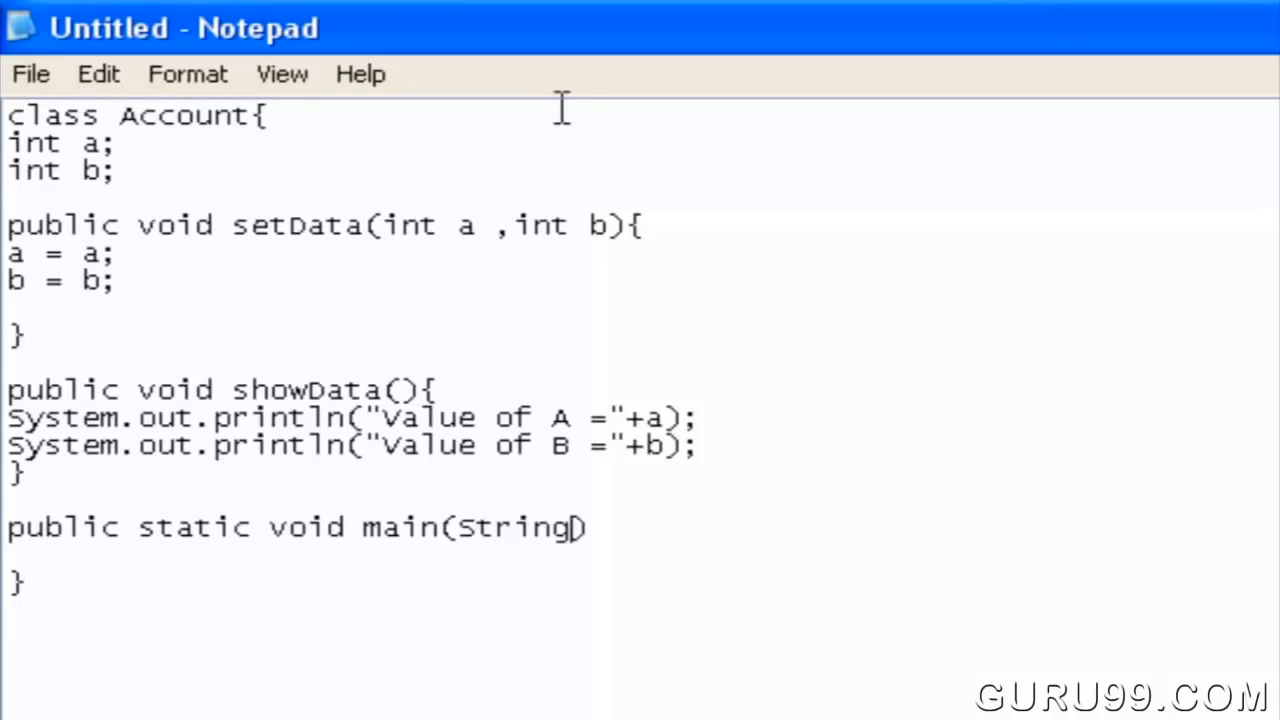 Untitled - Notepad
File Edit Format View Help
class Account{
int a;
int b;
public void setData(int a ,int b){
a = a;
b = b;
}
public void showData(){
System.out.println("Value of A ="+a);
System.out.println("Value of B ="+b);
}
public static void main(String)
}
GURU99.COM